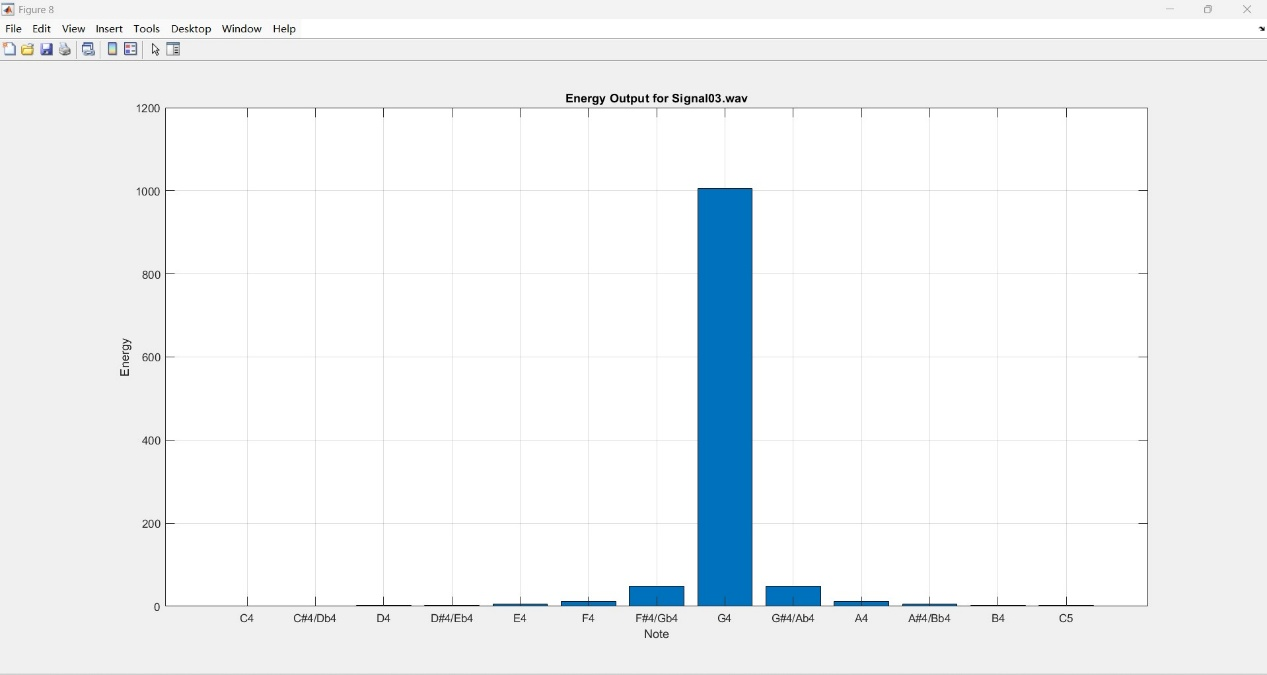 Figure 8
File Edit View Insert Tools Desktop Window Help
Energy Output for Signal03.wav
1200
1000
800
600
400
200
0
Energy
C4 C#4/Db4 D4 D#4/Eb4 E4 F4 F#4/Gb4 G4 G#4/Ab4 A4 A#4/Bb4 B4 C5
Note